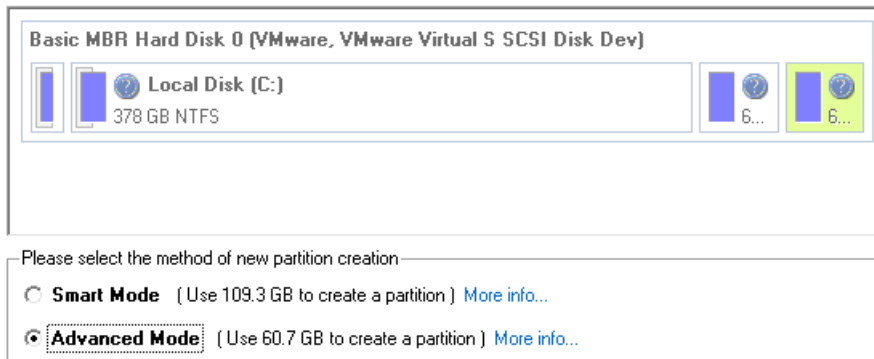 Basic MBR Hard Disk 0 (VMware, VMware Virtual S SCSI Disk Dev)
Local Disk (C:)
378 GB NTFS
6...
6...
Please select the method of new partition creation
Smart Mode ( Use 109.3 GB to create a partition ) More info...
Advanced Mode ( Use 60.7 GB to create a partition ) More info...